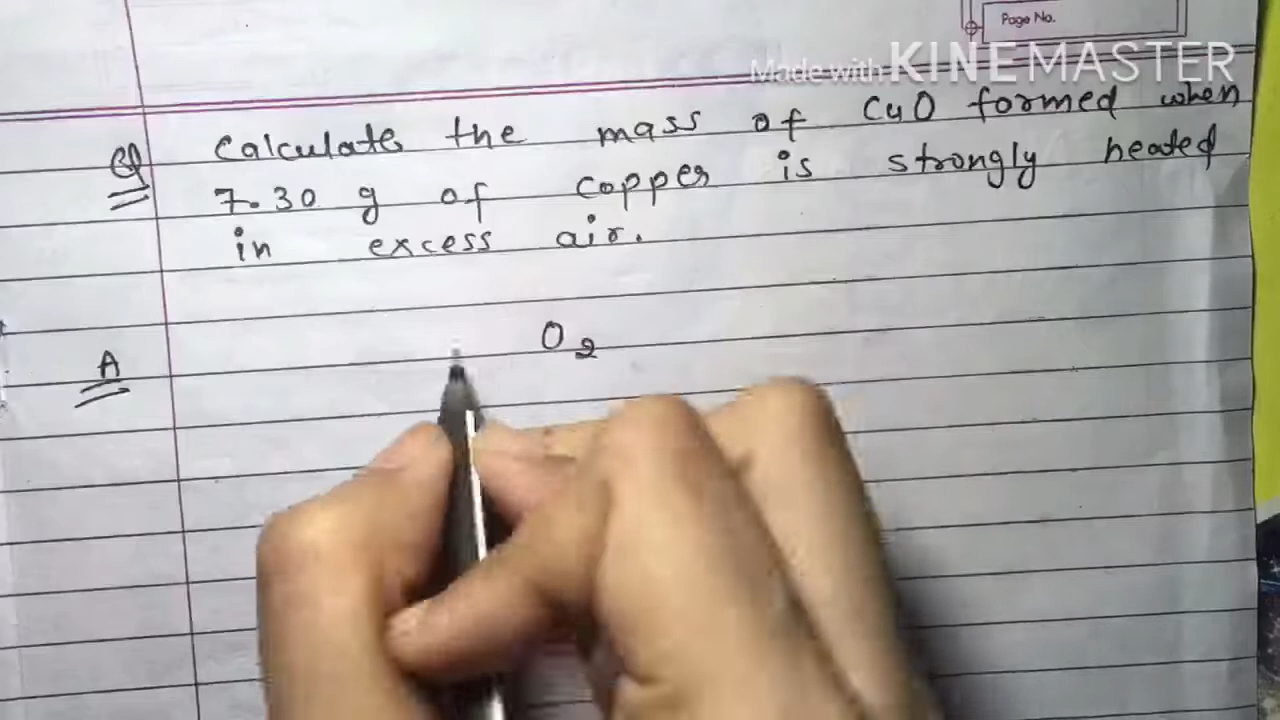 Page No.
Made with KINEMASTER
Q Calculate the mass of CuO formed when
7.30 g of copper is strongly heated
in excess air.
A O2